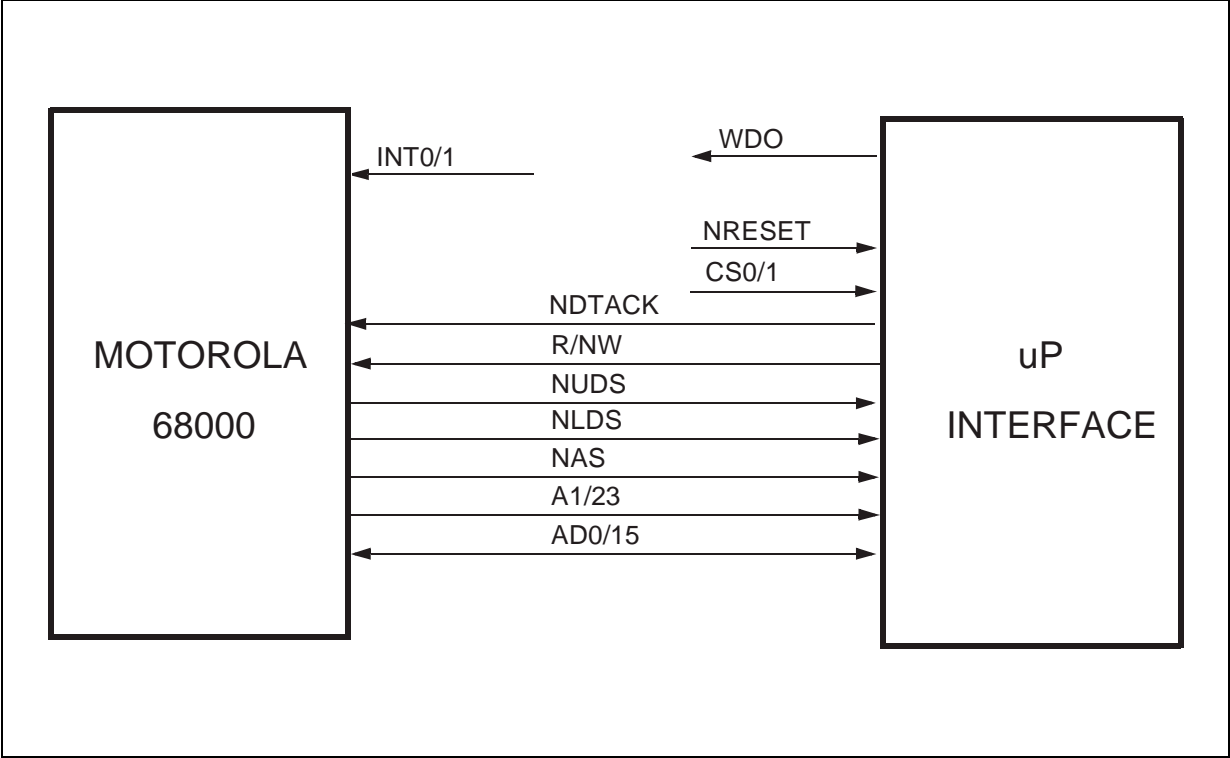 WDO
INT0/1
NRESET
CS0/1
NDTACK
R/NW
NUDS
NLDS
NAS
A1/23
AD0/15
MOTOROLA
68000
uP
INTERFACE